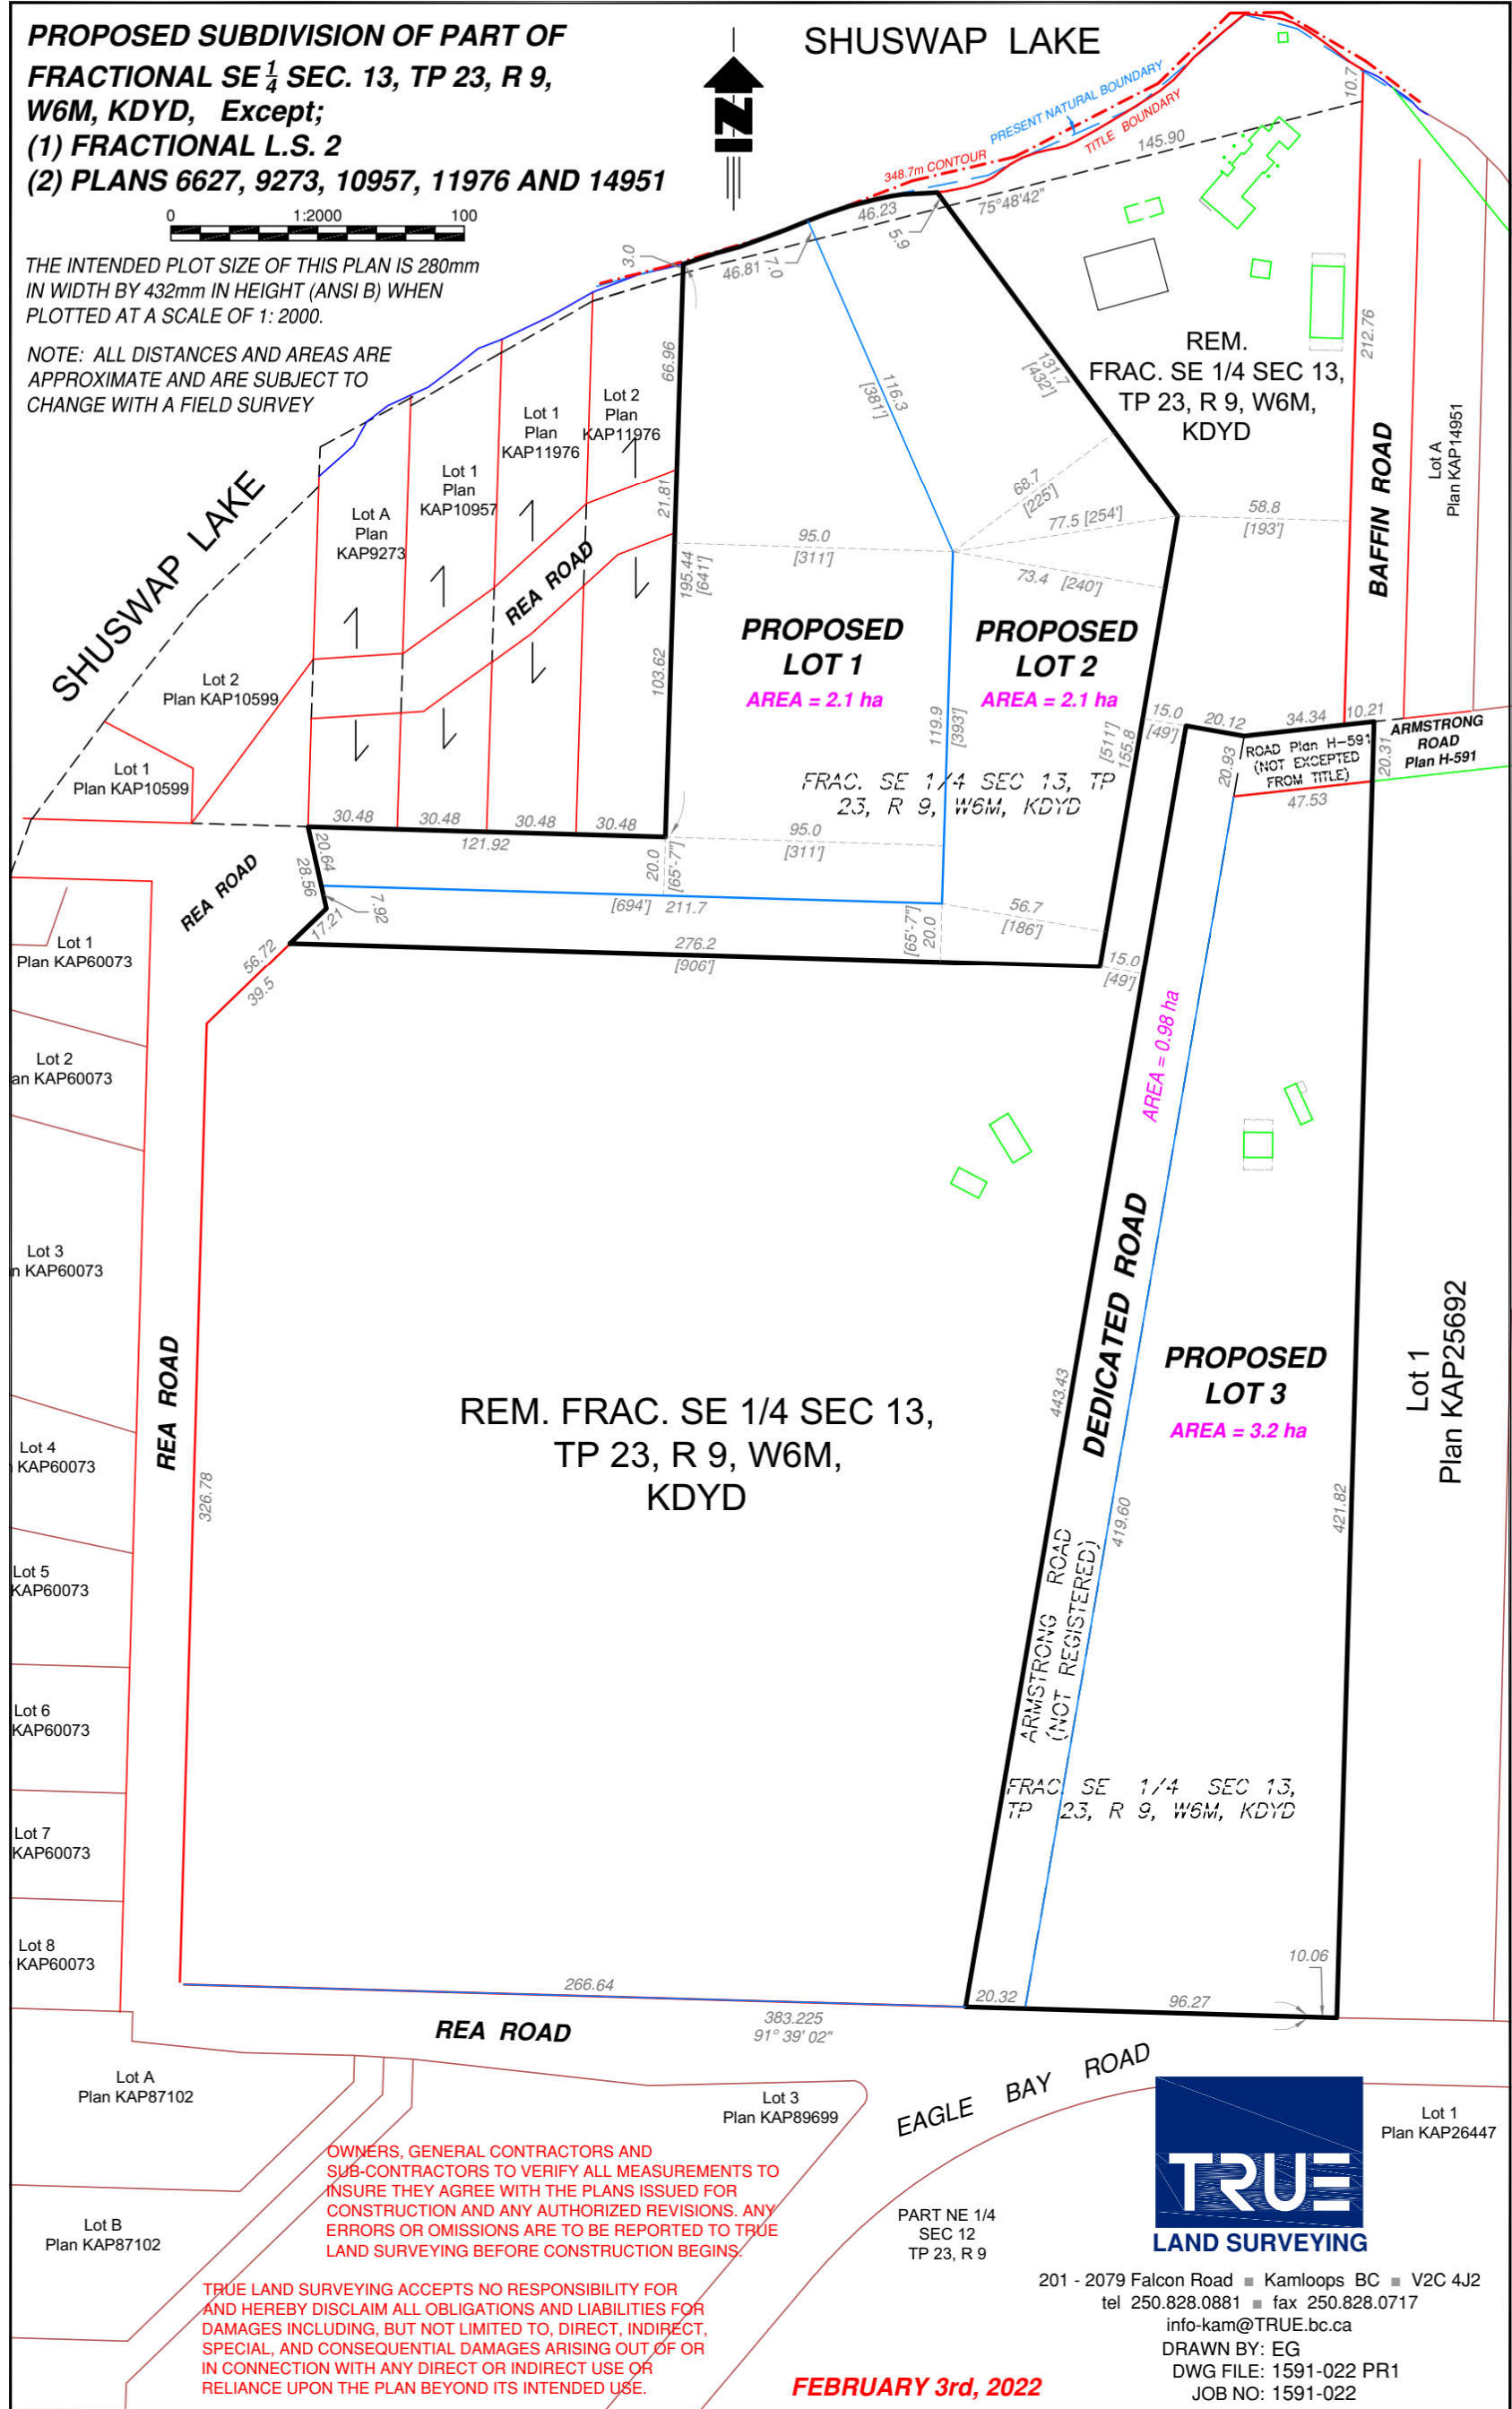 PROPOSED SUBDIVISION OF PART OF
FRACTIONAL SE 1/4 SEC. 13, TP 23, R 9,
W6M, KDYD, Except;
(1) FRACTIONAL L.S. 2
(2) PLANS 6627, 9273, 10957, 11976 AND 14951
0 1:2000 100
THE INTENDED PLOT SIZE OF THIS PLAN IS 280mm
IN WIDTH BY 432mm IN HEIGHT (ANSI B) WHEN
PLOTTED AT A SCALE OF 1: 2000.
NOTE: ALL DISTANCES AND AREAS ARE
APPROXIMATE AND ARE SUBJECT TO
CHANGE WITH A FIELD SURVEY
N
SHUSWAP LAKE
PRESENT NATURAL BOUNDARY
TITLE BOUNDARY
348.7m CONTOUR
145.90
75°48'42"
10.7
46.23
5.9
46.81
7.0
3.0
66.96
21.81
195.44
[641']
103.62
116.3
[381']
131.7
[432']
68.7
[225']
77.5 [254']
73.4 [240']
58.8
[193']
95.0
[311']
212.76
REM.
FRAC. SE 1/4 SEC 13,
TP 23, R 9, W6M,
KDYD
BAFFIN ROAD
Lot A
Plan KAP14951
Lot 2
Plan
KAP11976
Lot 1
Plan
KAP11976
Lot 1
Plan
KAP10957
Lot A
Plan
KAP9273
REA ROAD
SHUSWAP LAKE
Lot 2
Plan KAP10599
Lot 1
Plan KAP10599
PROPOSED
LOT 1
AREA = 2.1 ha
PROPOSED
LOT 2
AREA = 2.1 ha
119.9
[393']
[511']
155.8
15.0
[49']
20.12
34.34
10.21
20.93
20.31
ROAD Plan H-591
(NOT EXCEPTED
FROM TITLE)
47.53
ARMSTRONG
ROAD
Plan H-591
FRAC. SE 1/4 SEC 13, TP
23, R 9, W6M, KDYD
30.48
30.48
30.48
30.48
121.92
95.0
[311']
20.0
[65'-7"]
20.64
28.56
7.92
17.21
[694'] 211.7
[65'-7"]
20.0
56.7
[186']
276.2
[906']
15.0
[49']
REA ROAD
56.72
39.5
Lot 1
Plan KAP60073
Lot 2
an KAP60073
Lot 3
n KAP60073
Lot 4
KAP60073
Lot 5
KAP60073
Lot 6
KAP60073
Lot 7
KAP60073
Lot 8
KAP60073
REA ROAD
326.78
AREA = 0.98 ha
DEDICATED ROAD
443.43
419.60
421.82
REM. FRAC. SE 1/4 SEC 13,
TP 23, R 9, W6M,
KDYD
PROPOSED
LOT 3
AREA = 3.2 ha
Lot 1
Plan KAP25692
ARMSTRONG ROAD
(NOT REGISTERED)
FRAC. SE 1/4 SEC 13,
TP 23, R 9, W6M, KDYD
10.06
266.64
20.32
96.27
383.225
91° 39' 02"
REA ROAD
EAGLE BAY ROAD
Lot A
Plan KAP87102
Lot 3
Plan KAP89699
Lot B
Plan KAP87102
PART NE 1/4
SEC 12
TP 23, R 9
Lot 1
Plan KAP26447
OWNERS, GENERAL CONTRACTORS AND
SUB-CONTRACTORS TO VERIFY ALL MEASUREMENTS TO
INSURE THEY AGREE WITH THE PLANS ISSUED FOR
CONSTRUCTION AND ANY AUTHORIZED REVISIONS. ANY
ERRORS OR OMISSIONS ARE TO BE REPORTED TO TRUE
LAND SURVEYING BEFORE CONSTRUCTION BEGINS.
TRUE LAND SURVEYING ACCEPTS NO RESPONSIBILITY FOR
AND HEREBY DISCLAIM ALL OBLIGATIONS AND LIABILITIES FOR
DAMAGES INCLUDING, BUT NOT LIMITED TO, DIRECT, INDIRECT,
SPECIAL, AND CONSEQUENTIAL DAMAGES ARISING OUT OF OR
IN CONNECTION WITH ANY DIRECT OR INDIRECT USE OR
RELIANCE UPON THE PLAN BEYOND ITS INTENDED USE.
FEBRUARY 3rd, 2022
TRUE
LAND SURVEYING
201 - 2079 Falcon Road ■ Kamloops BC ■ V2C 4J2
tel 250.828.0881 ■ fax 250.828.0717
info-kam@TRUE.bc.ca
DRAWN BY: EG
DWG FILE: 1591-022 PR1
JOB NO: 1591-022